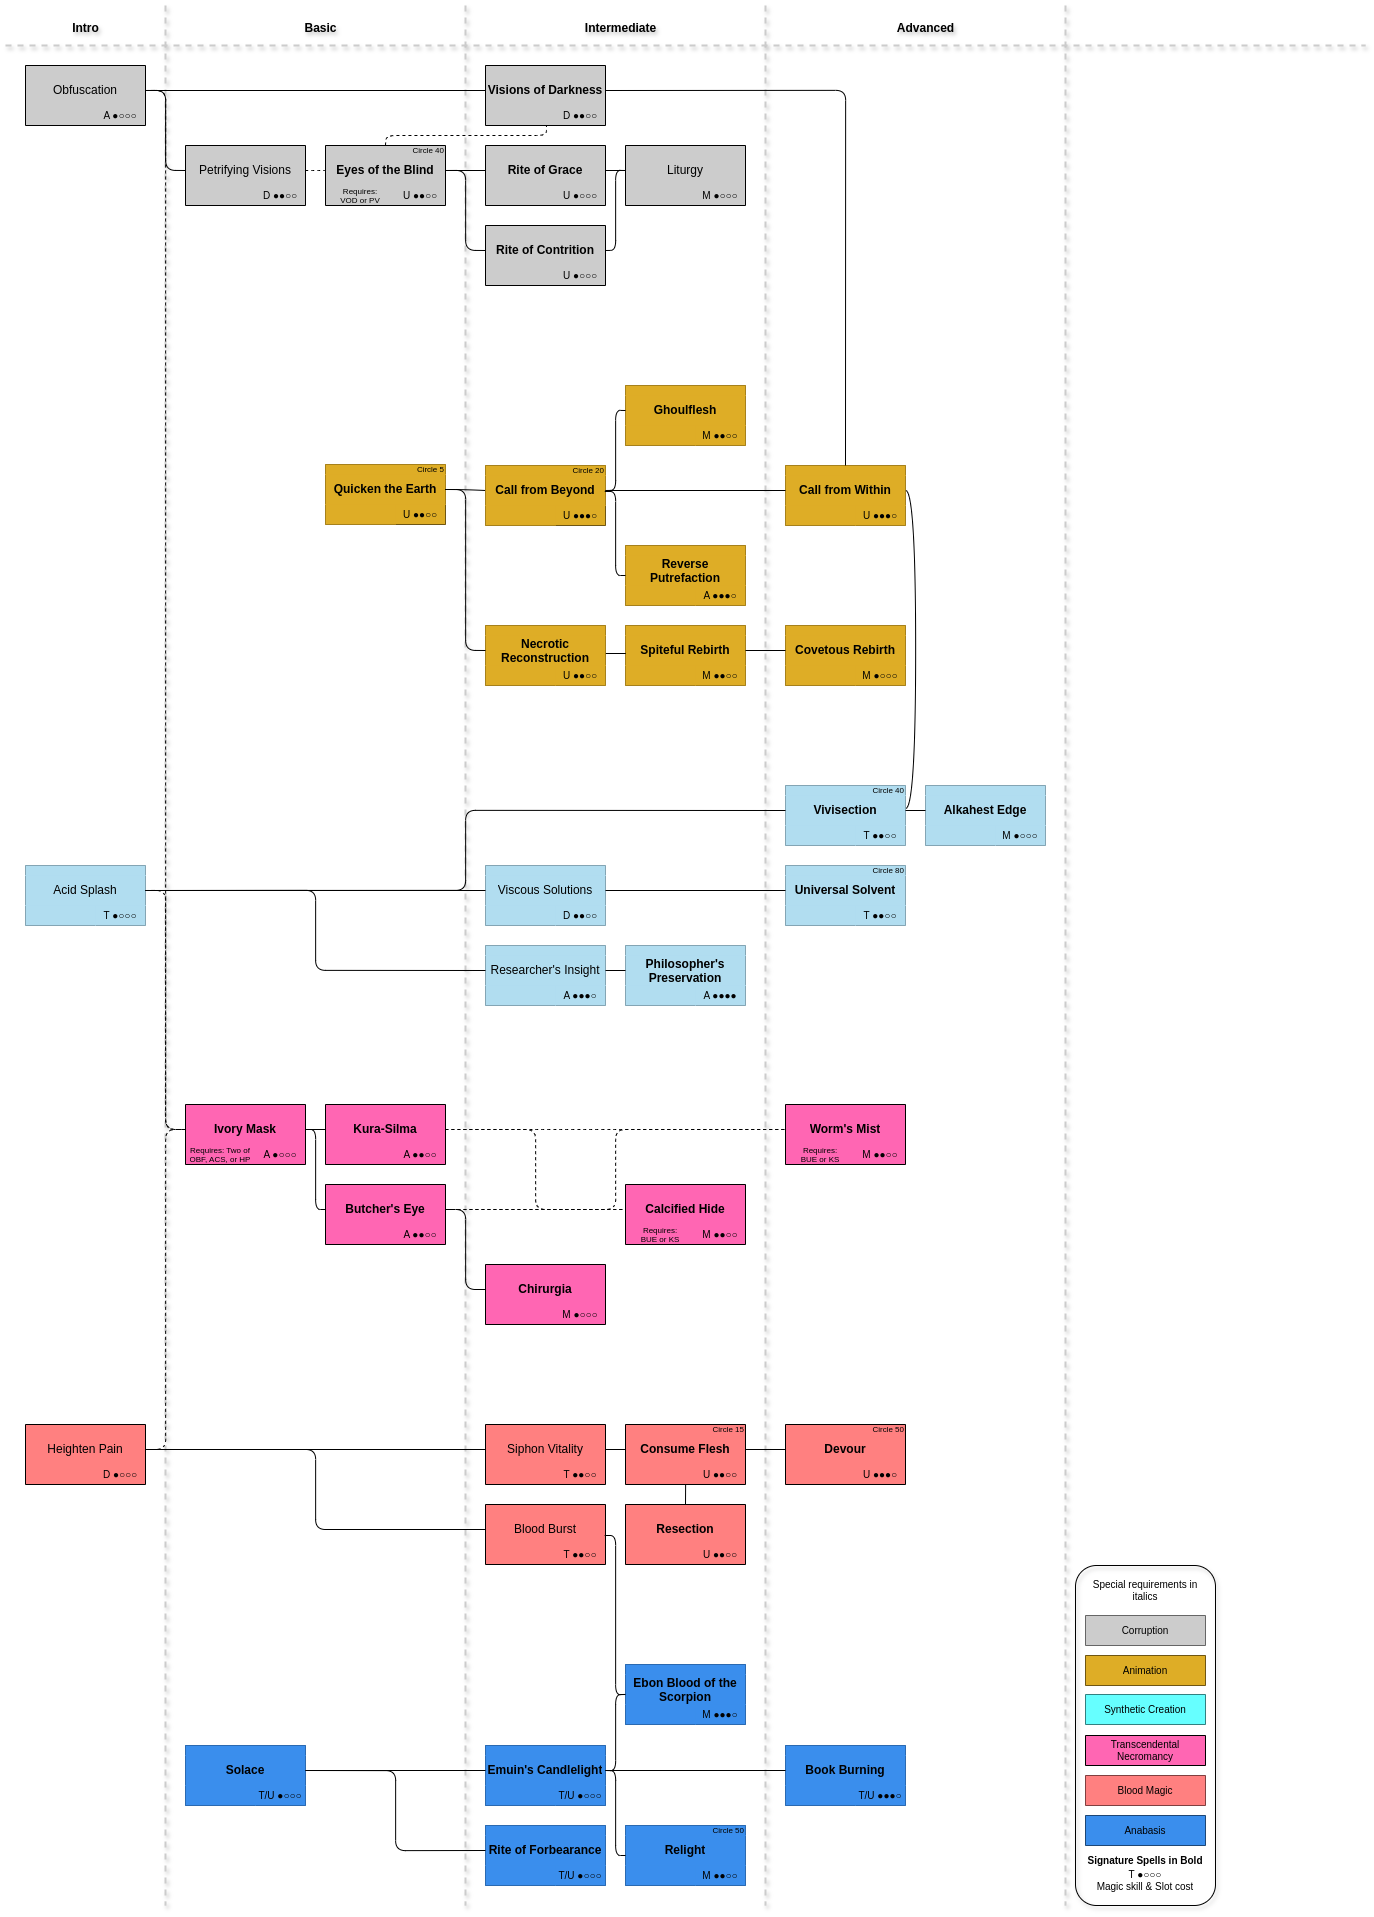 Intro
Basic
Intermediate
Advanced
Obfuscation
A ●○○○
Visions of Darkness
D ●●○○
Petrifying Visions
D ●●○○
Circle 40
Eyes of the Blind
Requires:
VOD or PV
U ●●○○
Rite of Grace
U ●○○○
Liturgy
M ●○○○
Rite of Contrition
U ●○○○
Ghoulflesh
M ●●○○
Circle 5
Quicken the Earth
U ●●○○
Circle 20
Call from Beyond
U ●●●○
Call from Within
U ●●●○
Reverse
Putrefaction
A ●●●○
Necrotic
Reconstruction
U ●●○○
Spiteful Rebirth
M ●●○○
Covetous Rebirth
M ●○○○
Circle 40
Vivisection
T ●●○○
Alkahest Edge
M ●○○○
Acid Splash
T ●○○○
Viscous Solutions
D ●●○○
Circle 80
Universal Solvent
T ●●○○
Researcher's Insight
A ●●●○
Philosopher's
Preservation
A ●●●●
Ivory Mask
Requires: Two of
OBF, ACS, or HP
A ●○○○
Kura-Silma
A ●●○○
Worm's Mist
Requires:
BUE or KS
M ●●○○
Butcher's Eye
A ●●○○
Calcified Hide
Requires:
BUE or KS
M ●●○○
Chirurgia
M ●○○○
Heighten Pain
D ●○○○
Siphon Vitality
T ●●○○
Circle 15
Consume Flesh
U ●●○○
Circle 50
Devour
U ●●●○
Blood Burst
T ●●○○
Resection
U ●●○○
Ebon Blood of the
Scorpion
M ●●●○
Solace
T/U ●○○○
Emuin's Candlelight
T/U ●○○○
Book Burning
T/U ●●●○
Rite of Forbearance
T/U ●○○○
Circle 50
Relight
M ●●○○
Special requirements in
italics
Corruption
Animation
Synthetic Creation
Transcendental
Necromancy
Blood Magic
Anabasis
Signature Spells in Bold
T ●○○○
Magic skill & Slot cost